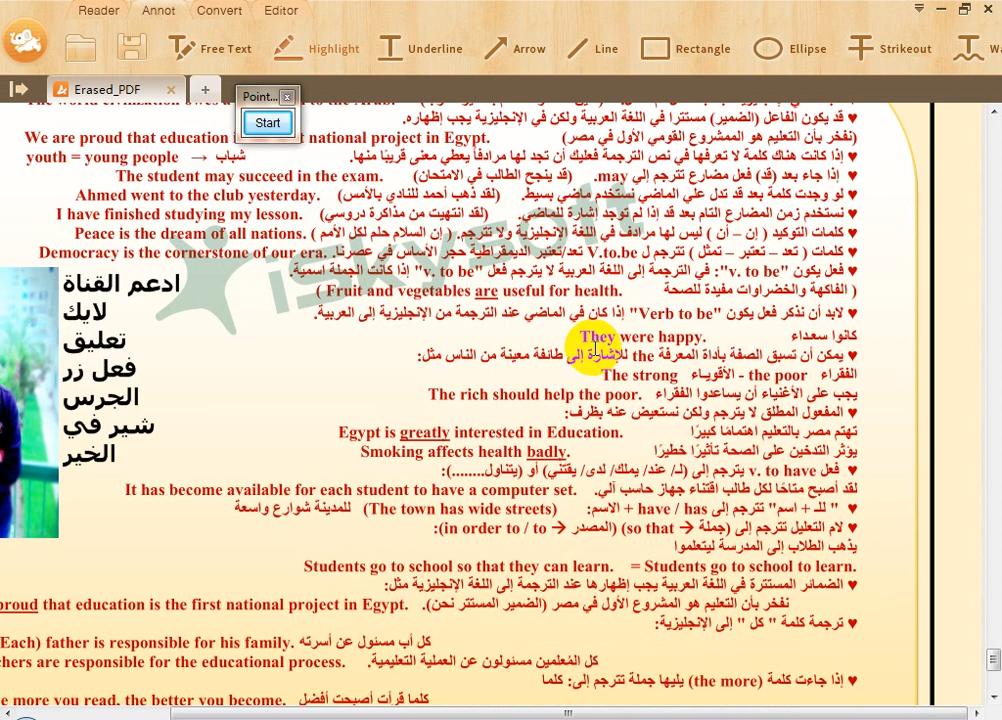 Reader Annot Convert Editor
Free Text Highlight Underline Arrow Line Rectangle Ellipse Strikeout
Erased_PDF
Point...
Start
♥ قد يكون الفاعل (الضمير) مستترا في اللغة العربية ولكن في الإنجليزية يجب إظهاره.
We are proud that education national project in Egypt. (نفخر بأن التعليم هو الممشروع القومي الأول في مصر)
♥ إذا كانت هناك كلمة لا تعرفها في نص الترجمة فعليك أن تجد لها مرادفاً يعطي معنى قريبًا منها. youth = young people → شباب
♥ إذا جاء بعد (قد) فعل مضارع تترجم إلي may. (قد ينجح الطالب في الامتحان) The student may succeed in the exam.
♥ لو وجدت كلمة بعد قد تدل على الماضي نستخدم ماضي بسيط. (لقد ذهب أحمد للنادي بالأمس) Ahmed went to the club yesterday.
♥ نستخدم زمن المضارع التام بعد قد إذا لم توجد إشارة للماضي. (لقد انتهيت من مذاكرة دروسي) I have finished studying my lesson.
♥ كلمات التوكيد ( إن – أن ) ليس لها مرادفا في اللغة الإنجليزية ولا تترجم. ( إن السلام حلم لكل الأمم ) Peace is the dream of all nations.
♥ كلمات ( تعد – تعتبر – تمثل ) تترجم ل V.to.be تعد/تعتبر الديمقراطية حجر الأساس في عصرنا. Democracy is the cornerstone of our era.
♥ فعل يكون "v. to be": في الترجمة إلى اللغة العربية لا يترجم فعل "v. to be" إذا كانت الجملة اسمية.
( الفاكهة والخضراوات مفيدة للصحة Fruit and vegetables are useful for health. )
♥ لابد أن نذكر فعل يكون "Verb to be" إذا كان في الماضي عند الترجمة من الإنجليزية إلى العربية.
كانوا سعداء They were happy.
♥ يمكن أن تسبق الصفة بأداة المعرفة the للإشارة إلى طائفة معينة من الناس مثل:
الفقراء the poor - الأقوياء The strong
يجب على الأغنياء أن يساعدوا الفقراء The rich should help the poor.
♥ المفعول المطلق لا يترجم ولكن نستعيض عنه بظرف:
تهتم مصر بالتعليم اهتمامًا كبيرًا Egypt is greatly interested in Education.
يؤثر التدخين على الصحة تأثيرًا خطيرًا Smoking affects health badly.
♥ فعل v. to have يترجم إلى (لـ/ عند/ يملك/ لدى/ يقتني) أو (يتناول........):
لقد أصبح متاحًا لكل طالب اقتناء جهاز حاسب آلي. It has become available for each student to have a computer set.
♥ " للـ + اسم" تترجم إلى have / has + الاسم: (The town has wide streets) للمدينة شوارع واسعة
♥ لام التعليل تترجم إلى (جملة → so that) (المصدر → in order to / to):
يذهب الطلاب إلى المدرسة ليتعلموا
Students go to school so that they can learn. = Students go to school to learn.
♥ الضمائر المستترة في اللغة العربية يجب إظهارها عند الترجمة إلى اللغة الإنجليزية مثل:
نفخر بأن التعليم هو المشروع الأول في مصر (الضمير المستتر نحن). proud that education is the first national project in Egypt.
♥ ترجمة كلمة " كل " إلى الإنجليزية:
Each) father is responsible for his family. كل أب مسئول عن أسرته
كل المُعلمين مسئولون عن العملية التعليمية. chers are responsible for the educational process.
♥ إذا جاءت كلمة (the more) يليها جملة تترجم إلى: كلما
e more you read, the better you become. كلما قرأت أصبحت أفضل
ادعم القناة
لايك
تعليق
فعل زر
الجرس
شير في
الخير
iskysoft